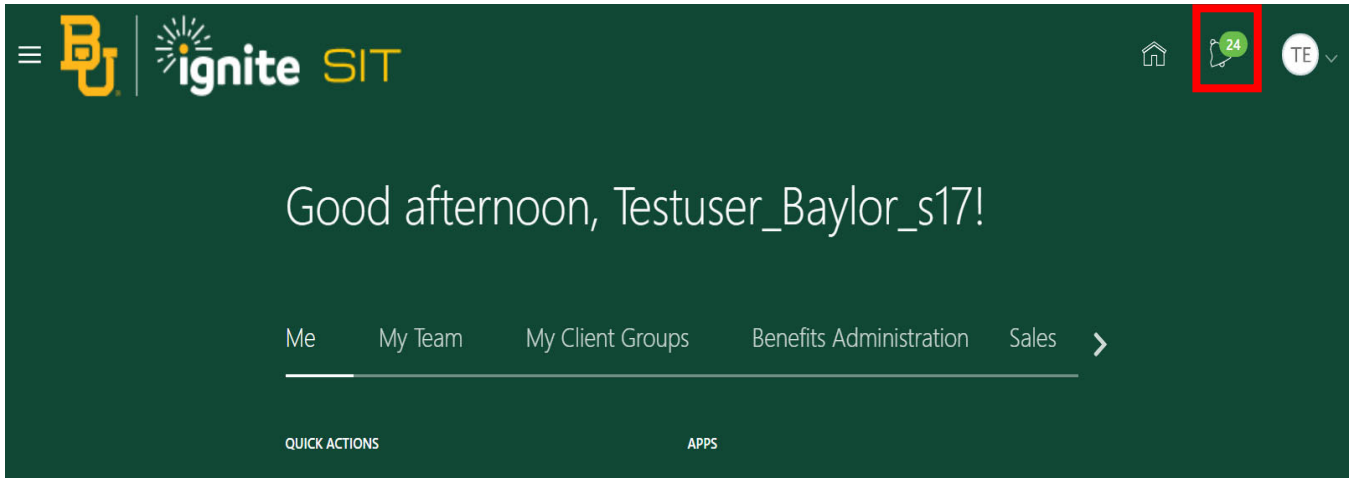 BU ignite SIT 24 TE
Good afternoon, Testuser_Baylor_s17!
Me My Team My Client Groups Benefits Administration Sales
QUICK ACTIONS APPS